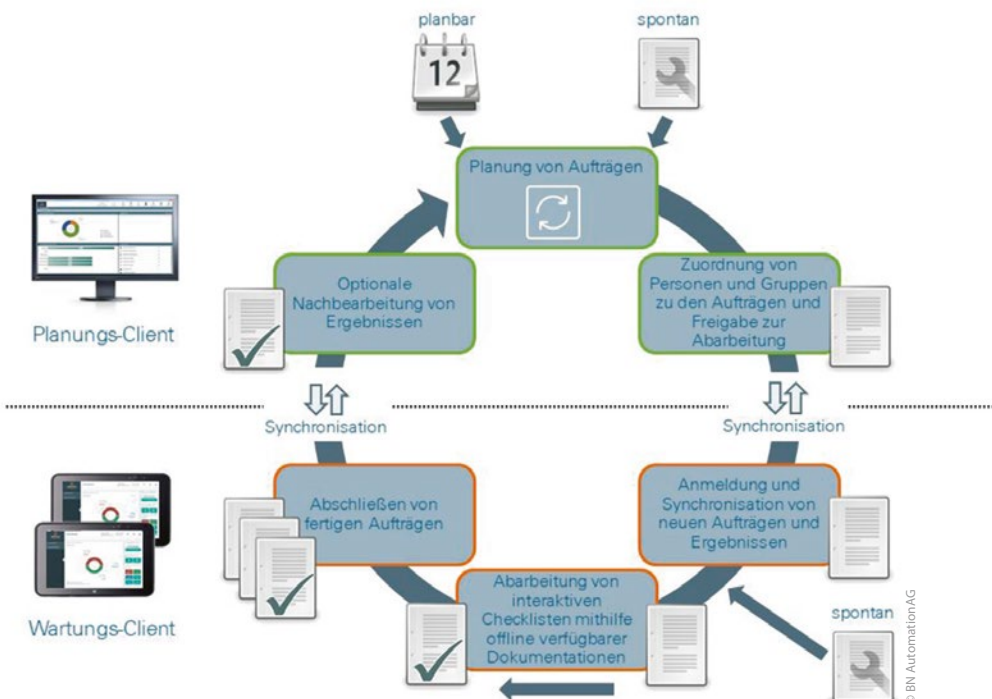 planbar
spontan
12
Planung von Aufträgen
Optionale
Nachbearbeitung von
Ergebnissen
Zuordnung von
Personen und Gruppen
zu den Aufträgen und
Freigabe zur
Abarbeitung
Planungs-Client
Synchronisation
Synchronisation
Abschließen von
fertigen Aufträgen
Anmeldung und
Synchronisation von
neuen Aufträgen und
Ergebnissen
Abarbeitung von
interaktiven
Checklisten mithilfe
offline verfügbarer
Dokumentationen
Wartungs-Client
spontan
BN Automation AG